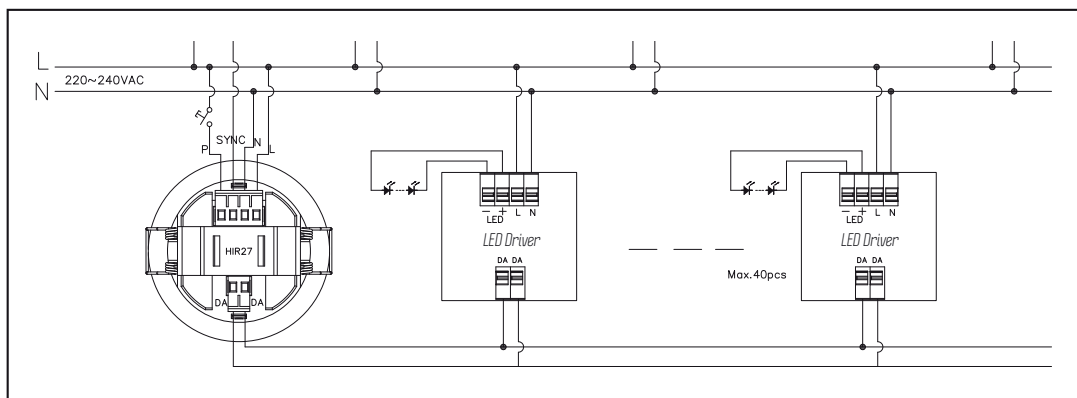 L
220~240VAC
N
SYNC
P
N
L
HIR27
DA
DA
− + L N
LED
LED Driver
DA DA
Max.40pcs
− + L N
LED
LED Driver
DA DA